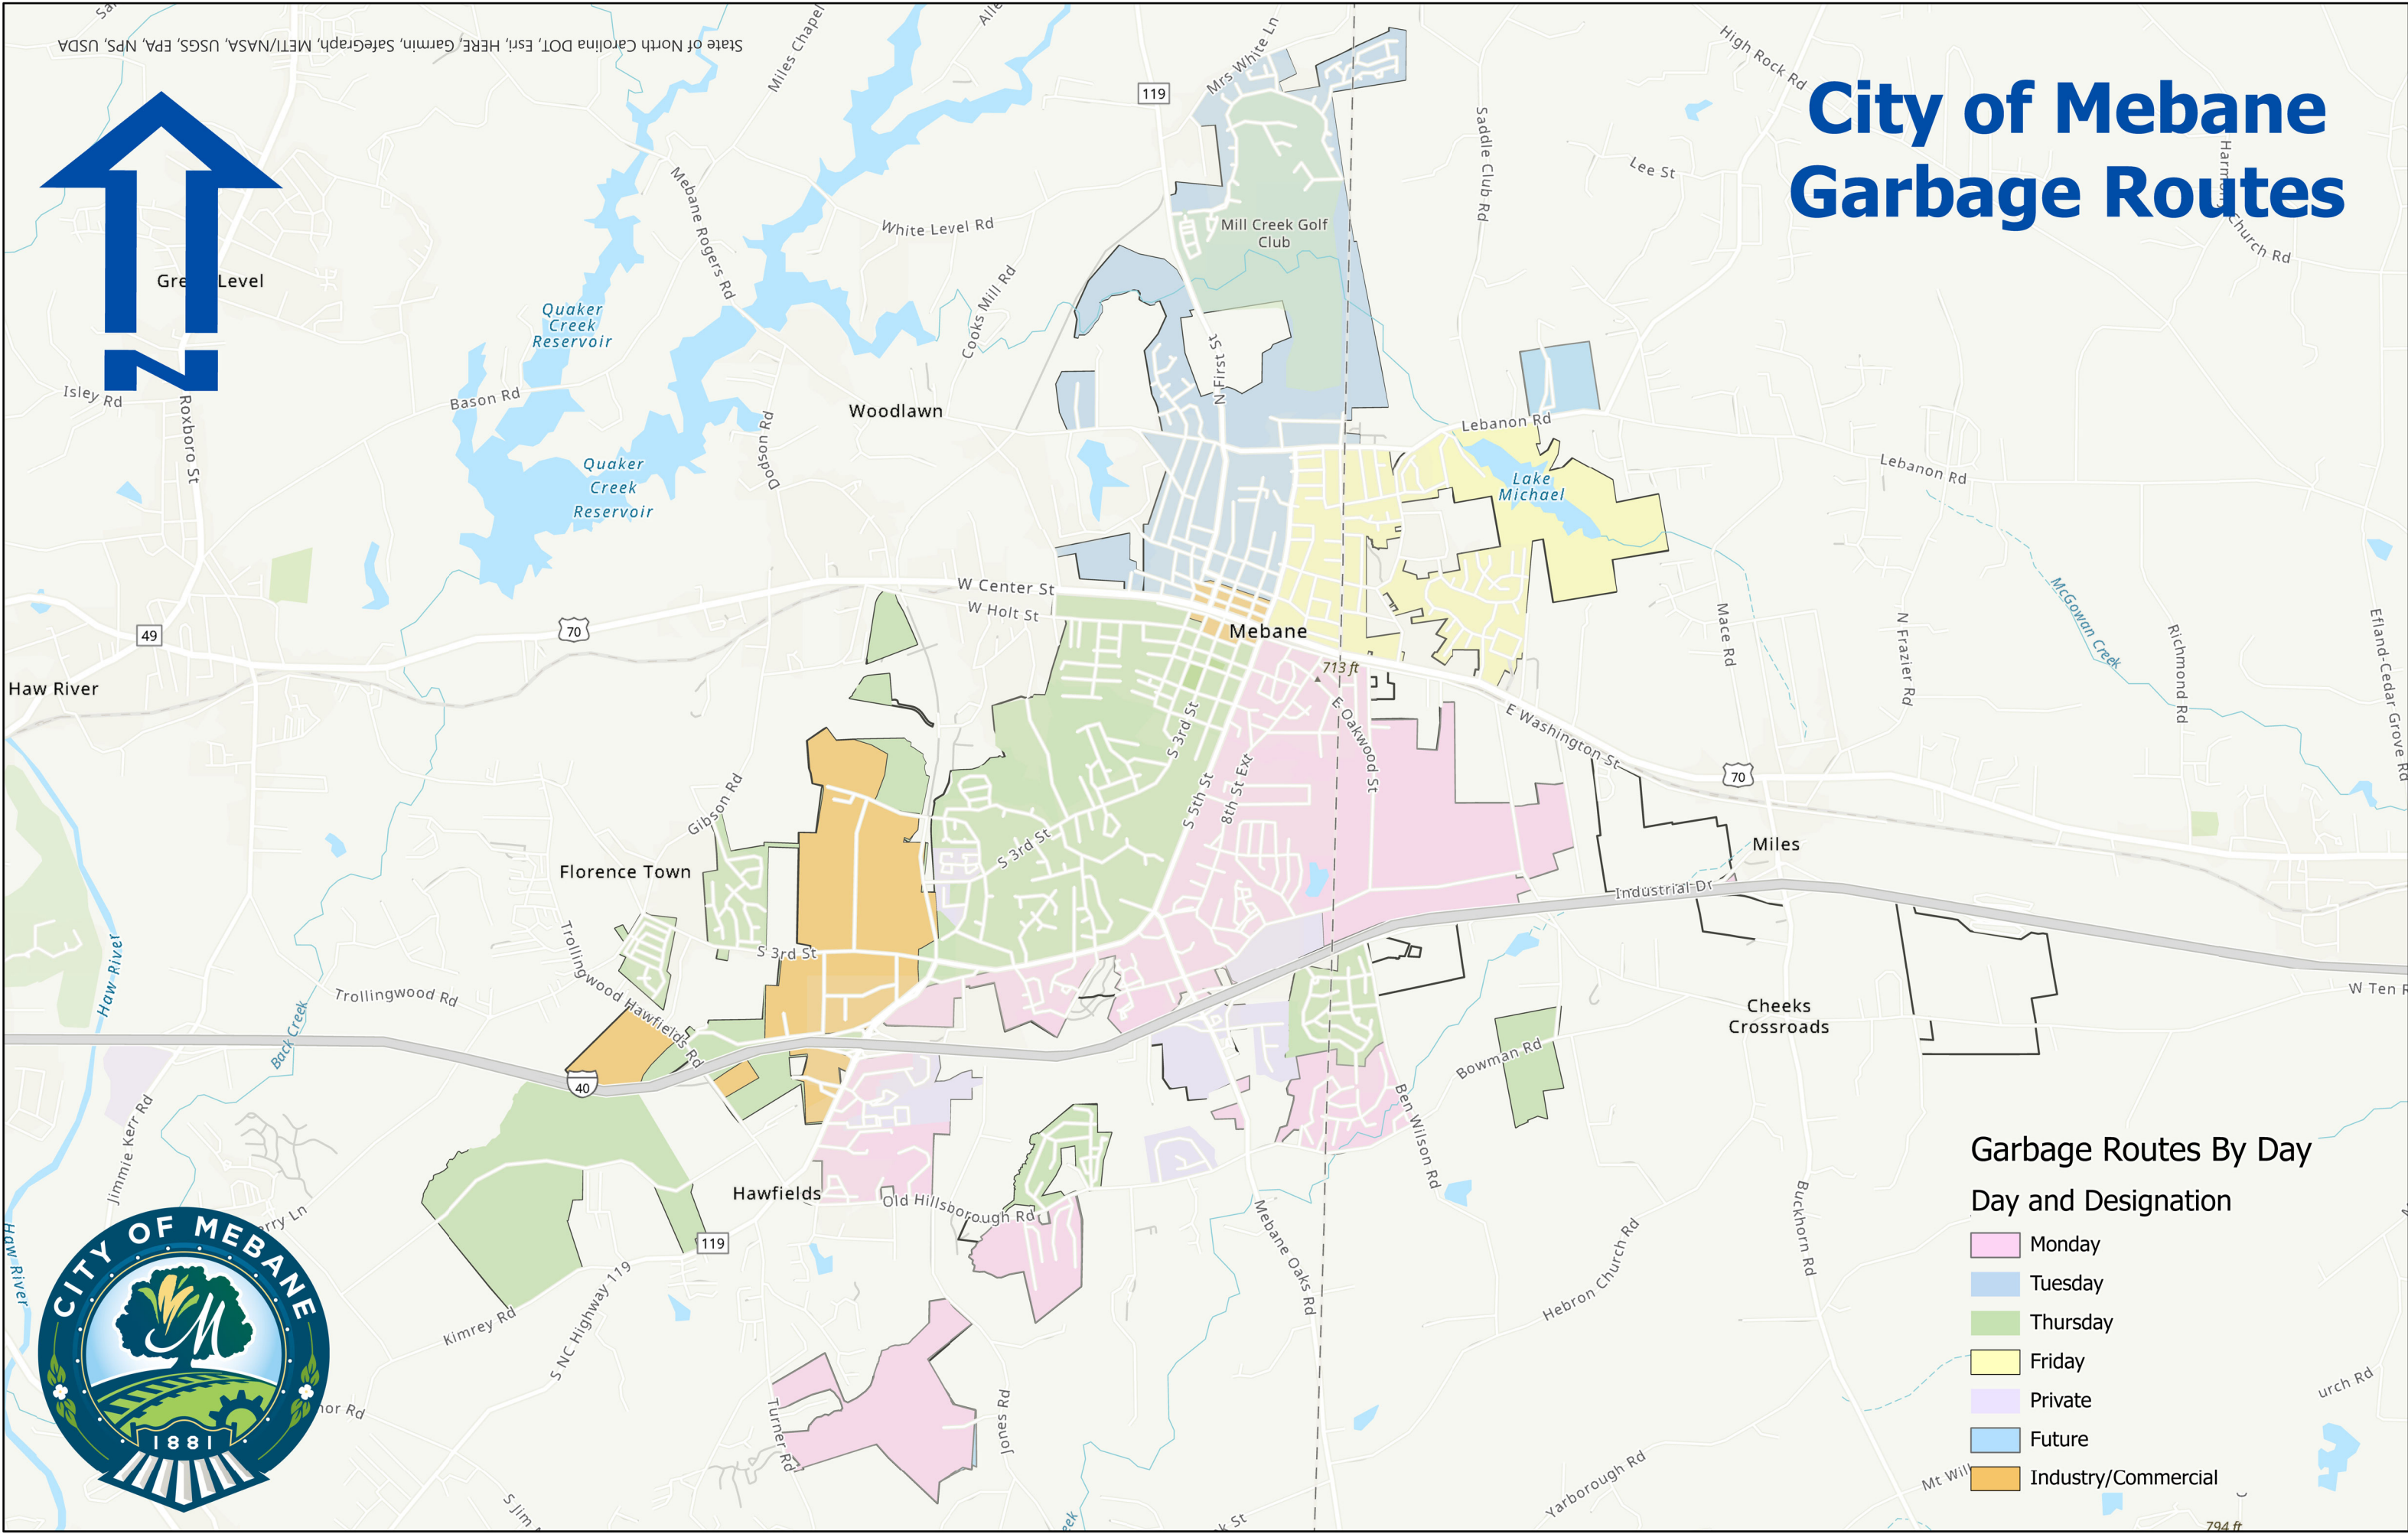 State of North Carolina DOT, Esri, HERE, Garmin, SafeGraph, METI/NASA, USGS, EPA, NPS, USDA
City of Mebane
Garbage Routes
Miles Chapel
Mrs White Ln
119
High Rock Rd
Saddle Club Rd
Lee St
Harmony Church Rd
Mebane Rogers Rd
White Level Rd
Mill Creek Golf
Club
Level
N
Quaker
Creek
Reservoir
Cooks Mill Rd
N First St
Isley Rd
Roxboro St
Bason Rd
Woodlawn
Dodson Rd
Lebanon Rd
Lebanon Rd
Quaker
Creek
Reservoir
Lake
Michael
W Center St
W Holt St
70
49
Mebane
713 ft
Mace Rd
N Frazier Rd
McGowan Creek
Richmond Rd
Efland-Cedar Grove Rd
Haw River
S 3rd St
E Oakwood St
E Washington St
70
Gibson Rd
S 5th St
8th St Ext
S 3rd St
Miles
Florence Town
Industrial Dr
Haw River
Trollingwood Hawfields Rd
S 3rd St
Trollingwood Rd
Back Creek
Cheeks
Crossroads
Bowman Rd
40
Jimmie Kerr Rd
Ben Wilson Rd
Hawfields
Old Hillsborough Rd
119
Mebane Oaks Rd
Buckhorn Rd
Hebron Church Rd
Haw River
Kimrey Rd
S NC Highway 119
Turner Rd
Jones Rd
Yarborough Rd
CITY OF MEBANE
M
1881
Garbage Routes By Day
Day and Designation
Monday
Tuesday
Thursday
Friday
Private
Future
Industry/Commercial
794 ft